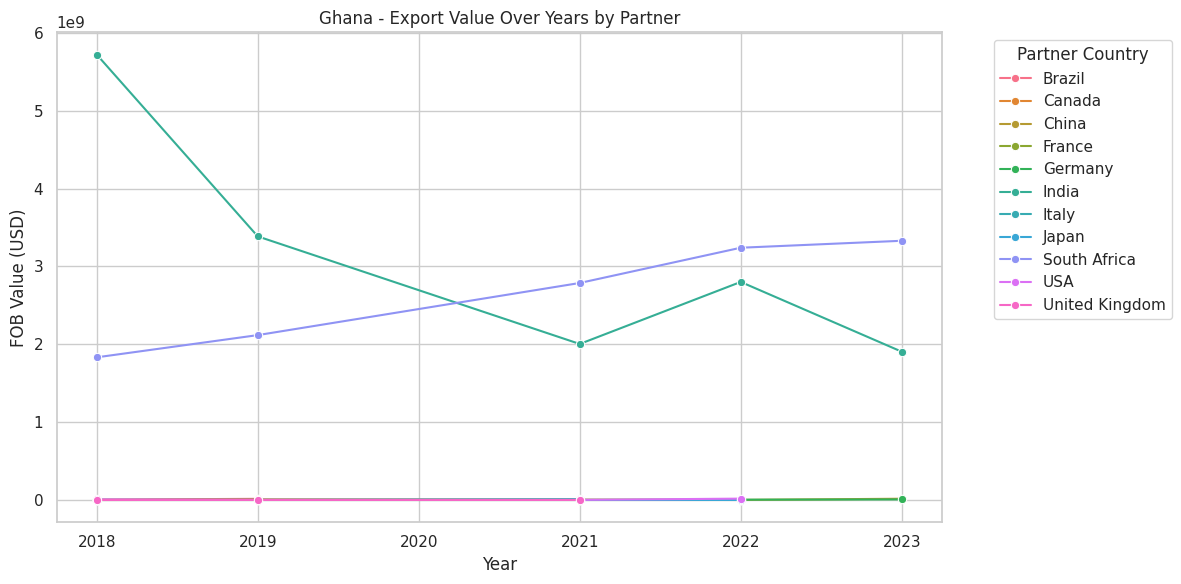 Ghana - Export Value Over Years by Partner
1e9
6
5
4
3
2
1
0
FOB Value (USD)
2018 2019 2020 2021 2022 2023
Year
Partner Country
Brazil
Canada
China
France
Germany
India
Italy
Japan
South Africa
USA
United Kingdom